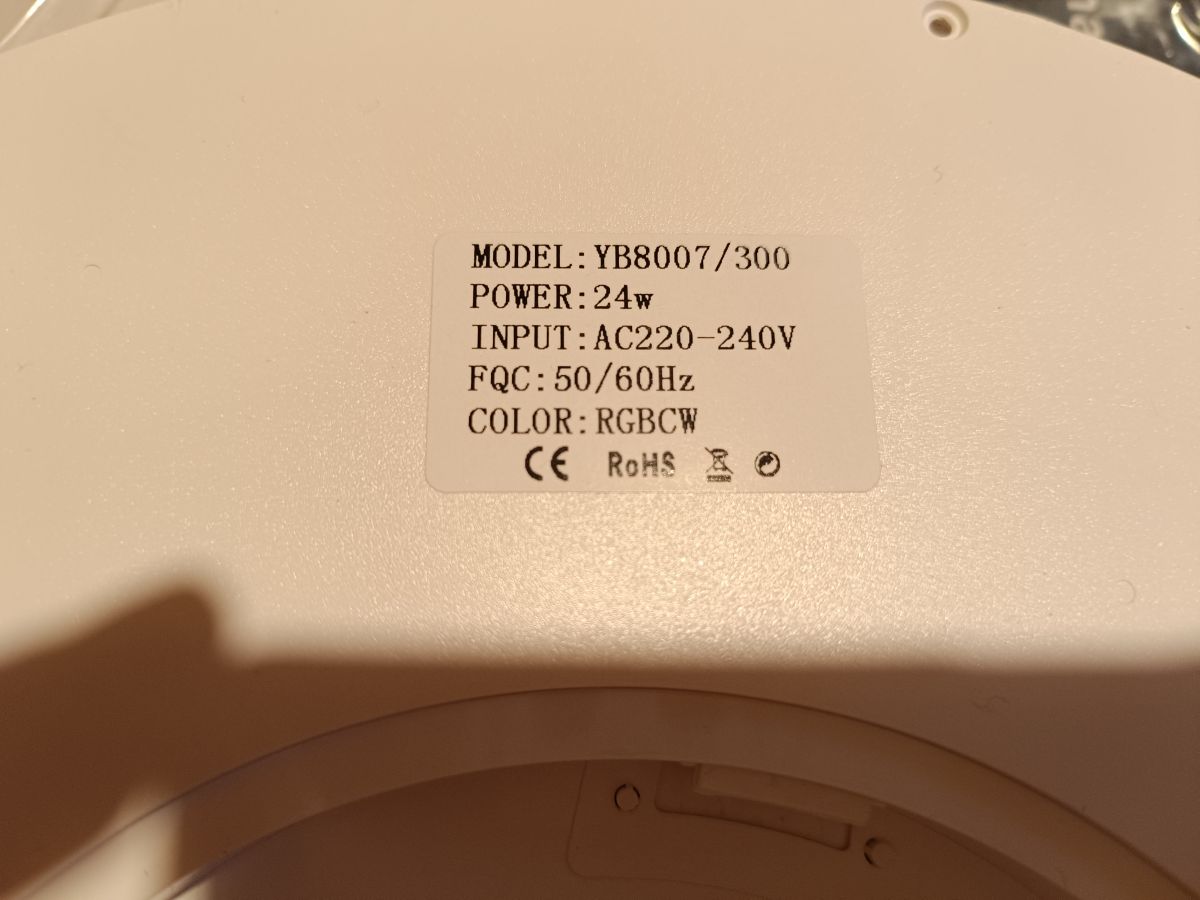 MODEL:YB8007/300
POWER:24w
INPUT:AC220-240V
FQC:50/60Hz
COLOR:RGBCW
CE RoHS